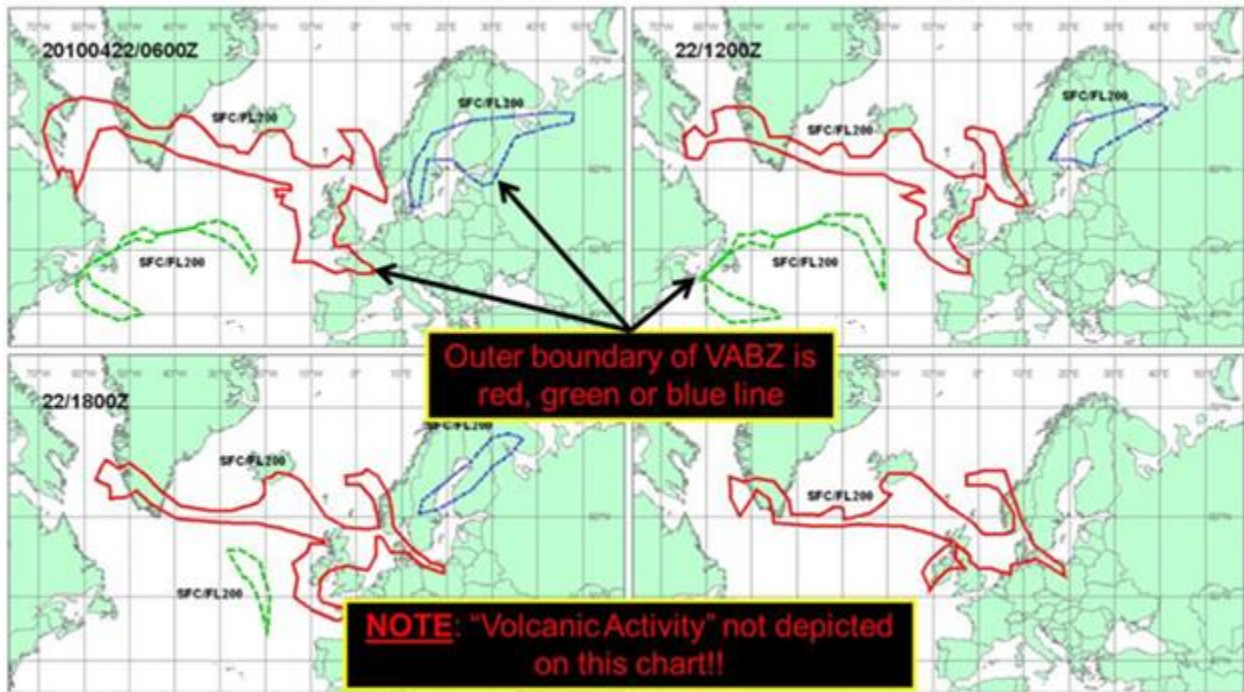 20100422/0600Z
SFC/FL200
SFC/FL200
SFC/FL200
22/1200Z
SFC/FL200
SFC/FL200
SFC/FL200
Outer boundary of VABZ is
red, green or blue line
22/1800Z
SFC/FL200
SFC/FL200
SFC/FL200
SFC/FL200
NOTE: "Volcanic Activity" not depicted
on this chart!!